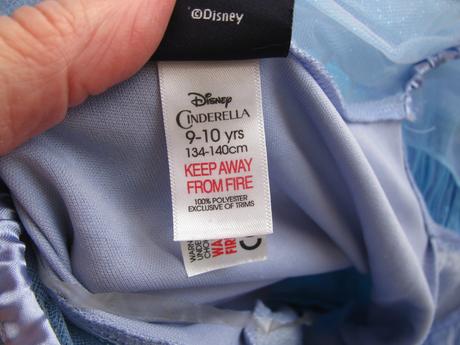 ©Disney
Disney
CINDERELLA
9-10 yrs
134-140cm
KEEP AWAY
FROM FIRE
100% POLYESTER
EXCLUSIVE OF TRIMS